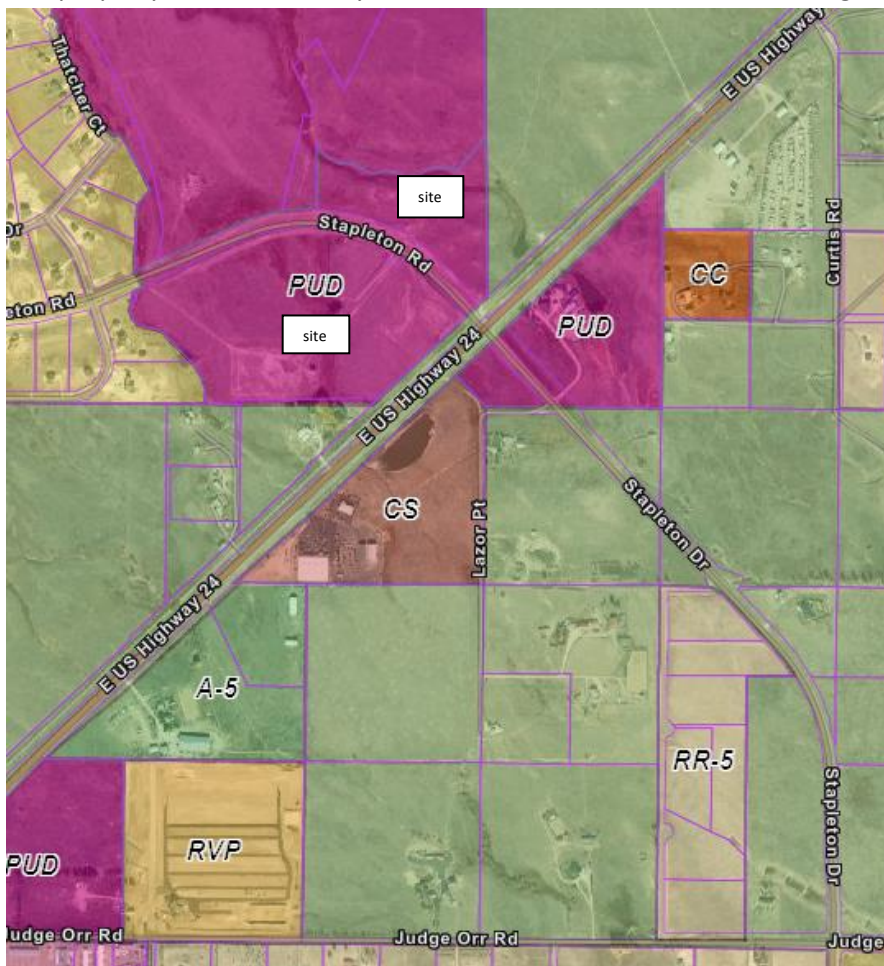 E US Highway
Thatcher Ct
site
Stapleton Rd
Curtis Rd
CC
PUD
eton Rd
PUD
site
E US Highway 24
CS
Stapleton Dr
Lazor Pt
E US Highway 24
A-5
RR-5
Stapleton Dr
RVP
PUD
Judge Orr Rd
Judge Orr Rd
Judge